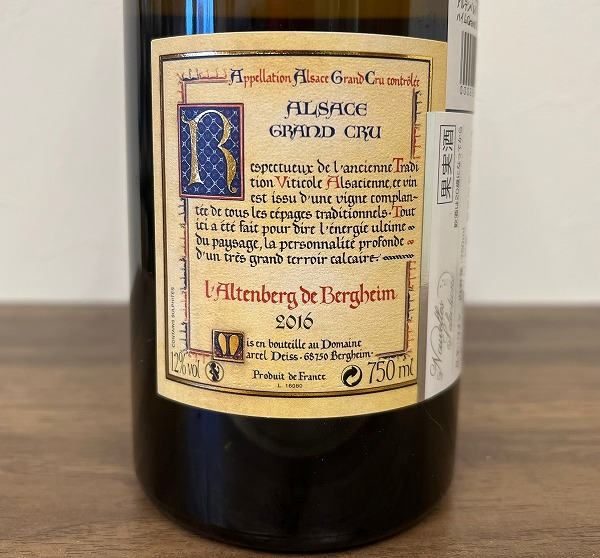 Appellation Alsace Grand Cru contrôlée
ALSACE
GRAND CRU
Respectueux de l'ancienne Tradi
tion Viticole Alsacienne, ce vin
est issu d'une vigne complan-
tée de tous les cépages traditionnels. Tout
ici a été fait pour dire l'énergie ultime
du paysage, la personnalité profonde
d'un très grand terroir calcaire.
l'Altenberg de Bergheim
2016
Mis en bouteille au Domaine
Marcel Deiss · 68750 Bergheim ·
12% vol
Produit de France
750 ml
L. 16060
CONTAINS SULPHITES
果実酒